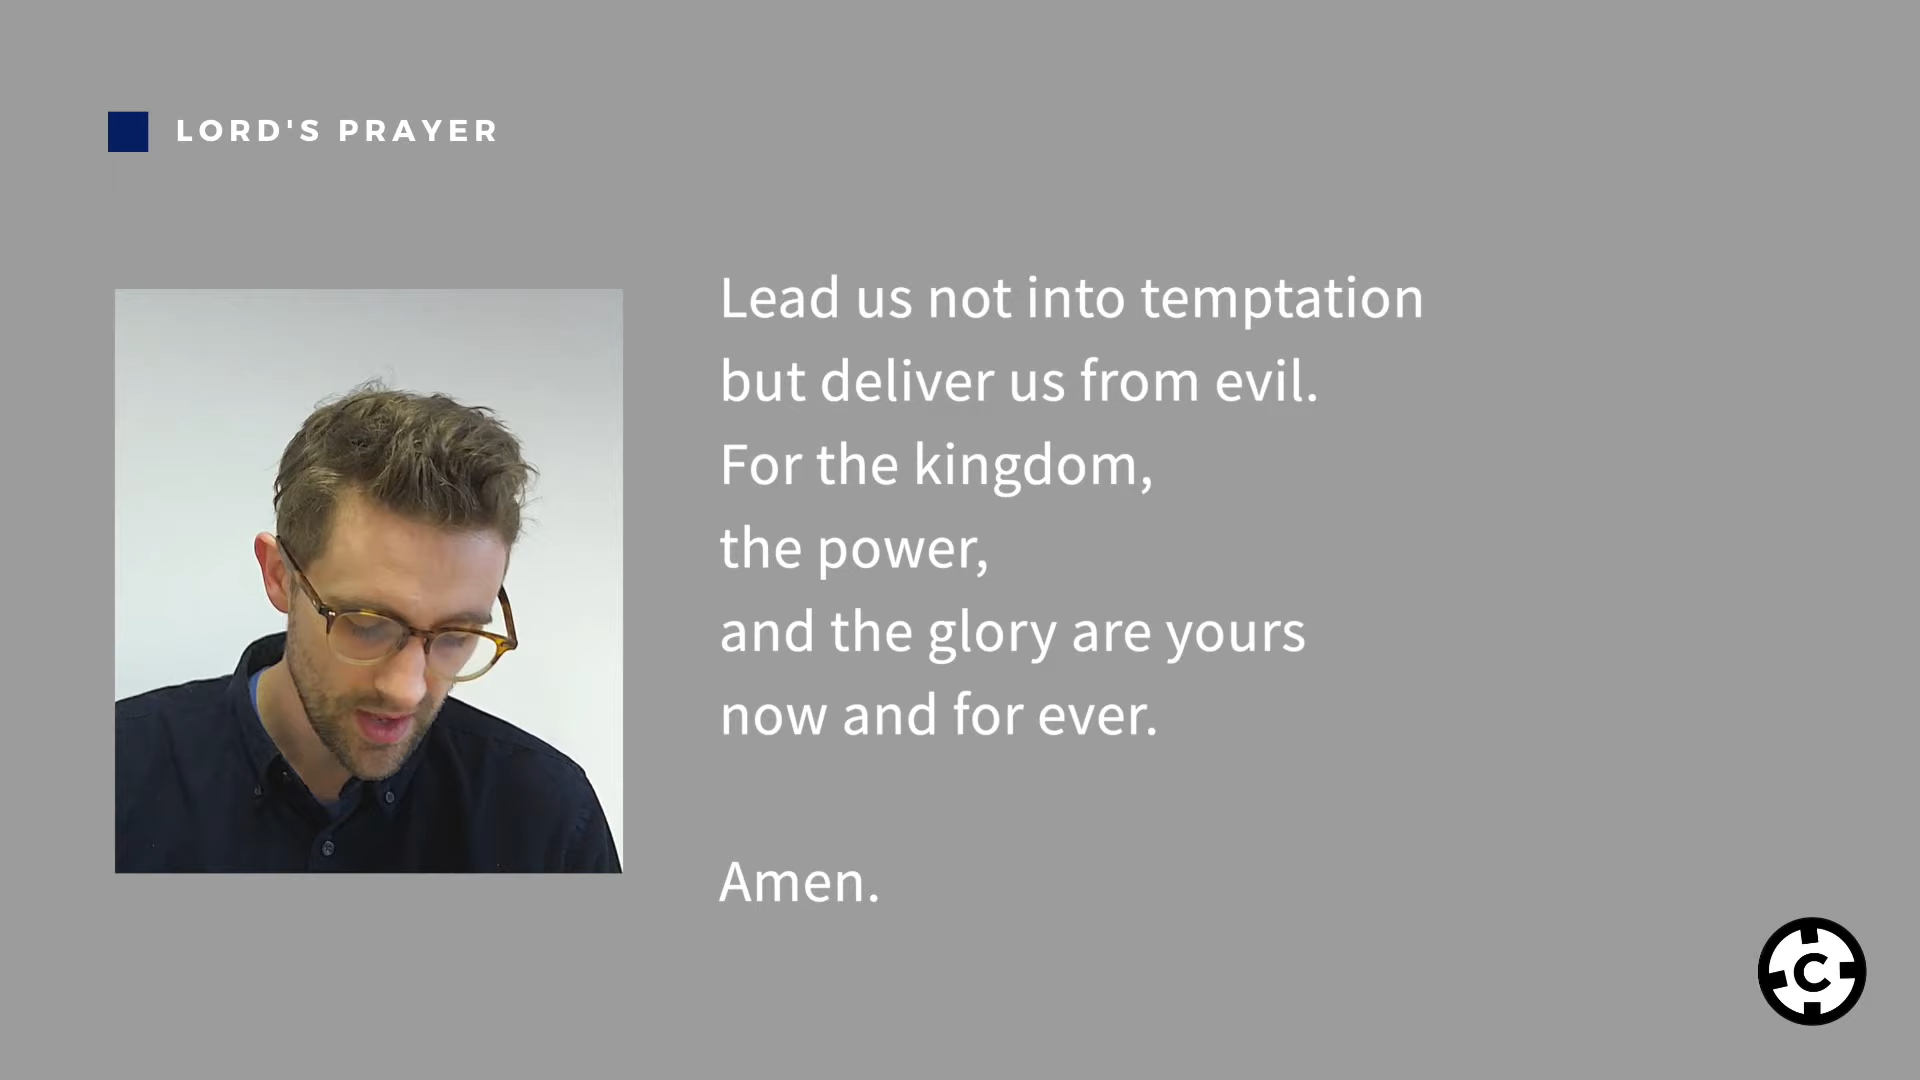 LORD'S PRAYER
Lead us not into temptation
but deliver us from evil.
For the kingdom,
the power,
and the glory are yours
now and for ever.
Amen.
C